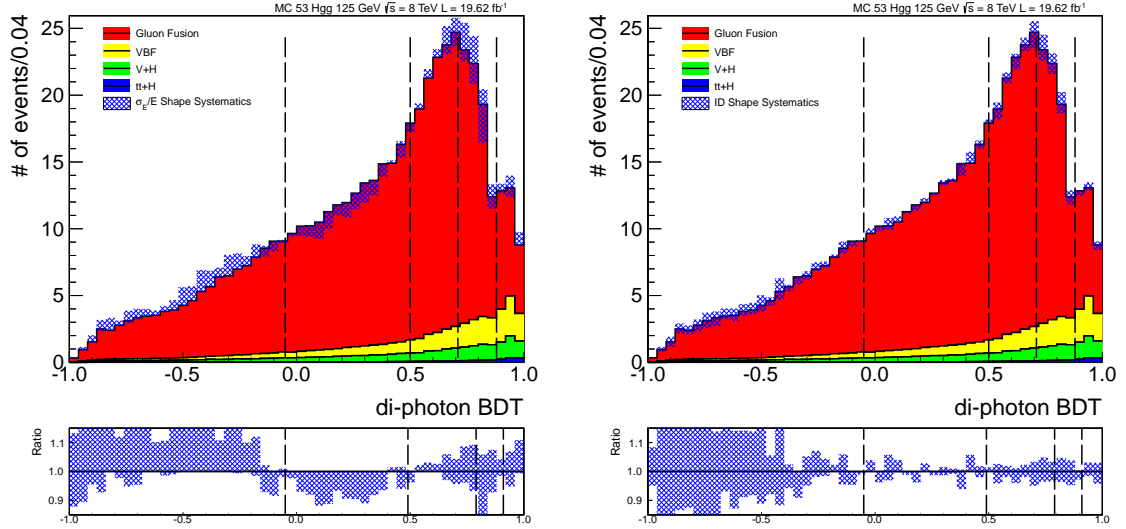 MC 53 Hgg 125 GeV √s = 8 TeV L = 19.62 fb⁻¹
# of events/0.04
25
20
15
10
5
0
Gluon Fusion
VBF
V+H
tt+H
σE/E Shape Systematics
-1.0 -0.5 0.0 0.5 1.0
di-photon BDT
Ratio
1.1
1.0
0.9
-1.0 -0.5 0.0 0.5 1.0
MC 53 Hgg 125 GeV √s = 8 TeV L = 19.62 fb⁻¹
# of events/0.04
25
20
15
10
5
0
Gluon Fusion
VBF
V+H
tt+H
ID Shape Systematics
-1.0 -0.5 0.0 0.5 1.0
di-photon BDT
Ratio
1.1
1.0
0.9
-1.0 -0.5 0.0 0.5 1.0